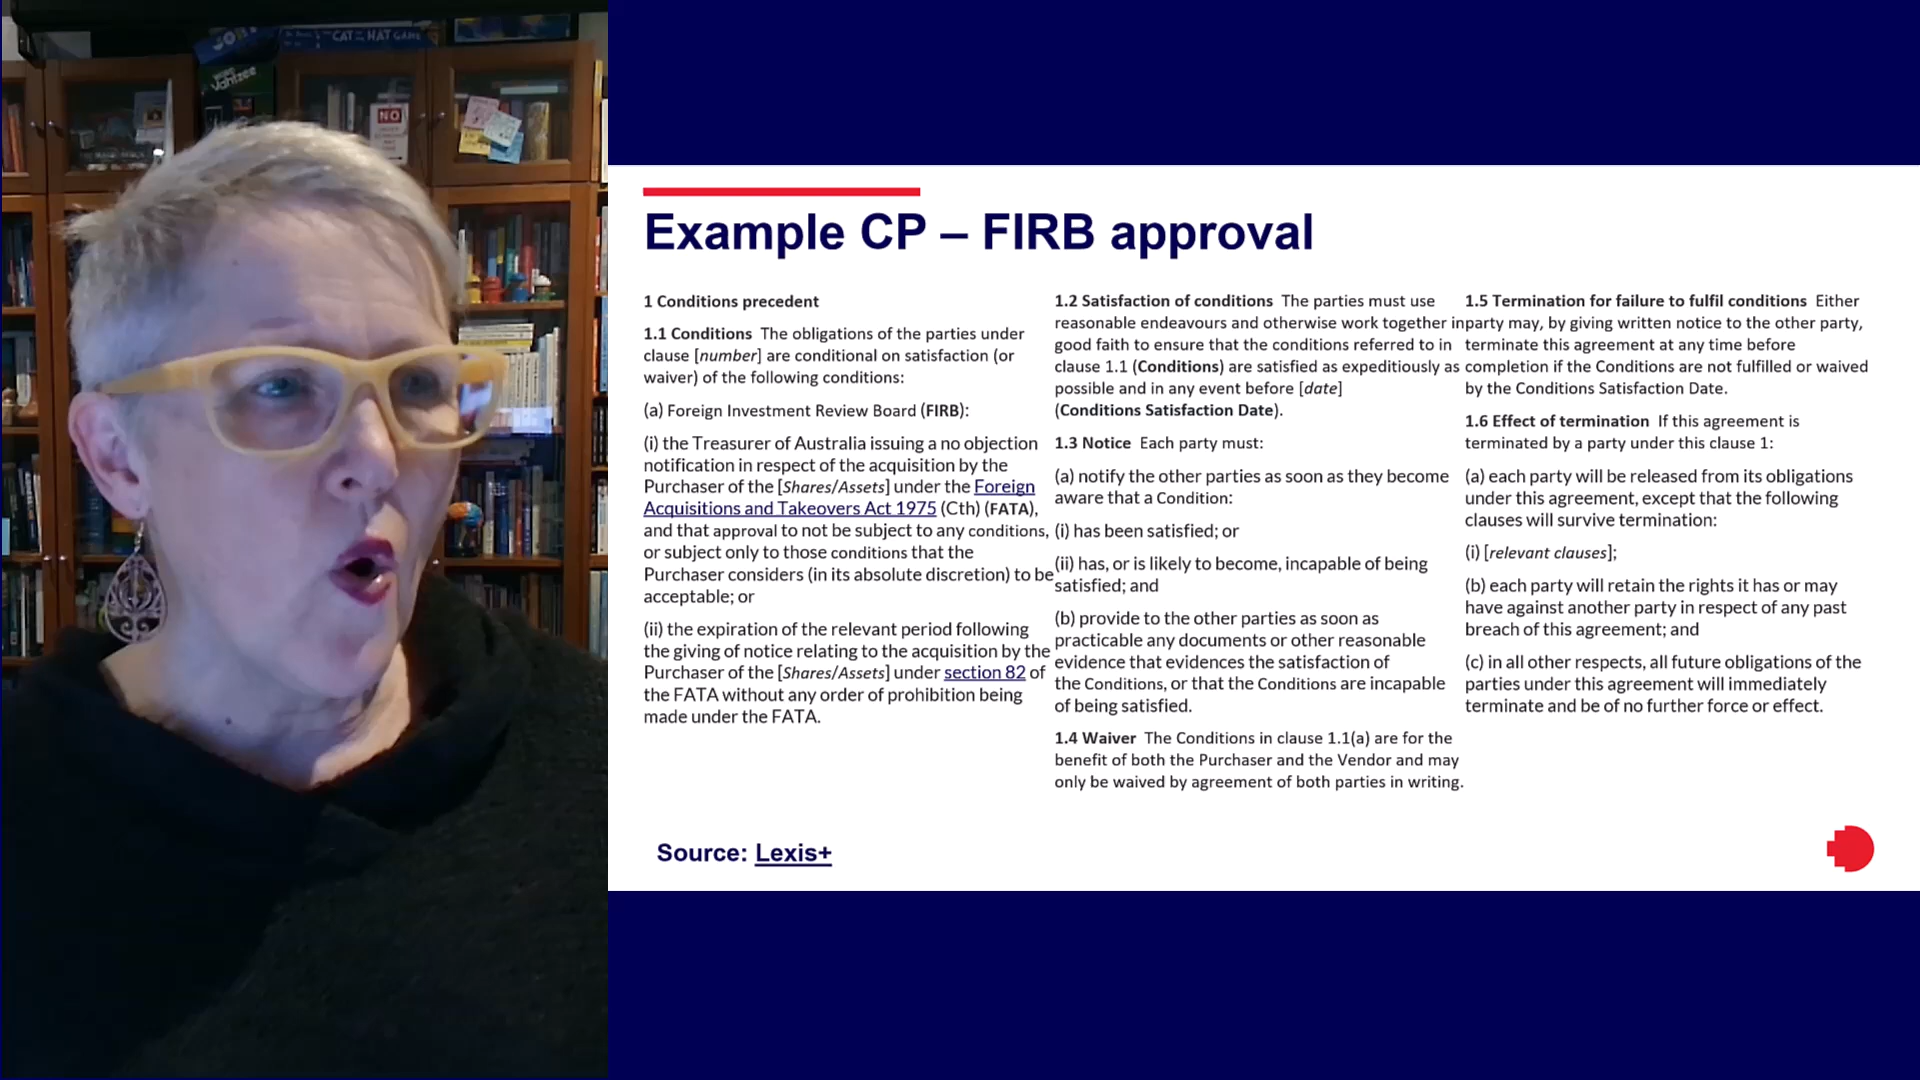 JOB
CAT IN THE HAT GAME
WORD
Yahtzee
NO
Example CP – FIRB approval
1 Conditions precedent
1.1 Conditions The obligations of the parties under
clause [number] are conditional on satisfaction (or
waiver) of the following conditions:
(a) Foreign Investment Review Board (FIRB):
(i) the Treasurer of Australia issuing a no objection
notification in respect of the acquisition by the
Purchaser of the [Shares/Assets] under the Foreign
Acquisitions and Takeovers Act 1975 (Cth) (FATA),
and that approval to not be subject to any conditions,
or subject only to those conditions that the
Purchaser considers (in its absolute discretion) to be
acceptable; or
(ii) the expiration of the relevant period following
the giving of notice relating to the acquisition by the
Purchaser of the [Shares/Assets] under section 82 of
the FATA without any order of prohibition being
made under the FATA.
1.2 Satisfaction of conditions The parties must use
reasonable endeavours and otherwise work together in
good faith to ensure that the conditions referred to in
clause 1.1 (Conditions) are satisfied as expeditiously as
possible and in any event before [date]
(Conditions Satisfaction Date).
1.3 Notice Each party must:
(a) notify the other parties as soon as they become
aware that a Condition:
(i) has been satisfied; or
(ii) has, or is likely to become, incapable of being
satisfied; and
(b) provide to the other parties as soon as
practicable any documents or other reasonable
evidence that evidences the satisfaction of
the Conditions, or that the Conditions are incapable
of being satisfied.
1.4 Waiver The Conditions in clause 1.1(a) are for the
benefit of both the Purchaser and the Vendor and may
only be waived by agreement of both parties in writing.
1.5 Termination for failure to fulfil conditions Either
party may, by giving written notice to the other party,
terminate this agreement at any time before
completion if the Conditions are not fulfilled or waived
by the Conditions Satisfaction Date.
1.6 Effect of termination If this agreement is
terminated by a party under this clause 1:
(a) each party will be released from its obligations
under this agreement, except that the following
clauses will survive termination:
(i) [relevant clauses];
(b) each party will retain the rights it has or may
have against another party in respect of any past
breach of this agreement; and
(c) in all other respects, all future obligations of the
parties under this agreement will immediately
terminate and be of no further force or effect.
Source: Lexis+